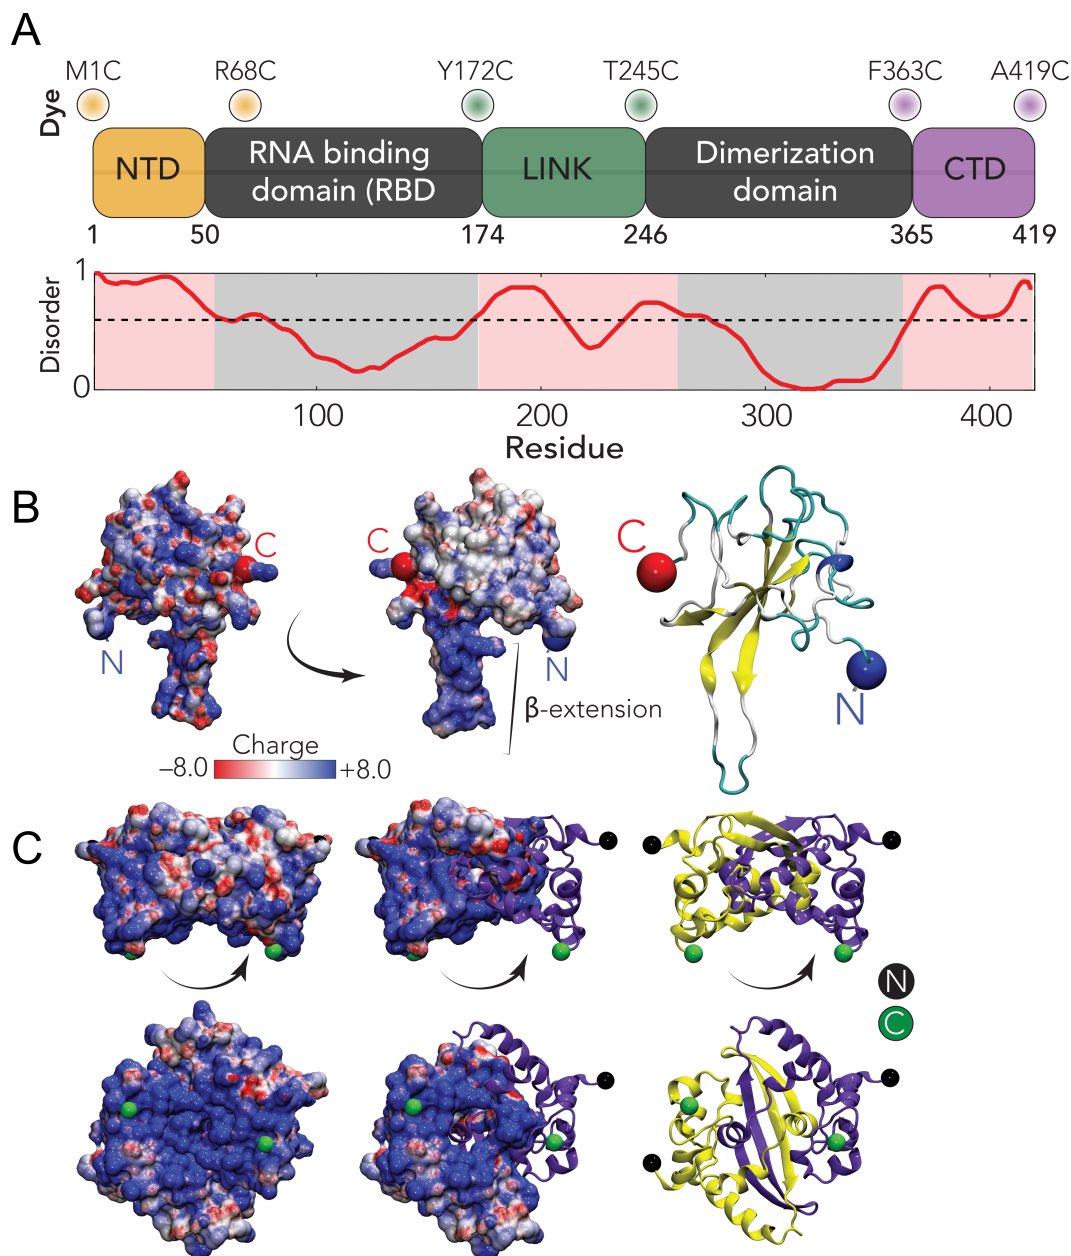 A
M1C R68C Y172C T245C F363C A419C
Dye
NTD
RNA binding
domain (RBD
LINK
Dimerization
domain
CTD
1 50 174 246 365 419
Disorder
1
0
100 200 300 400
Residue
B
C
N
C
N
β-extension
C
N
Charge
–8.0 +8.0
C
N
C